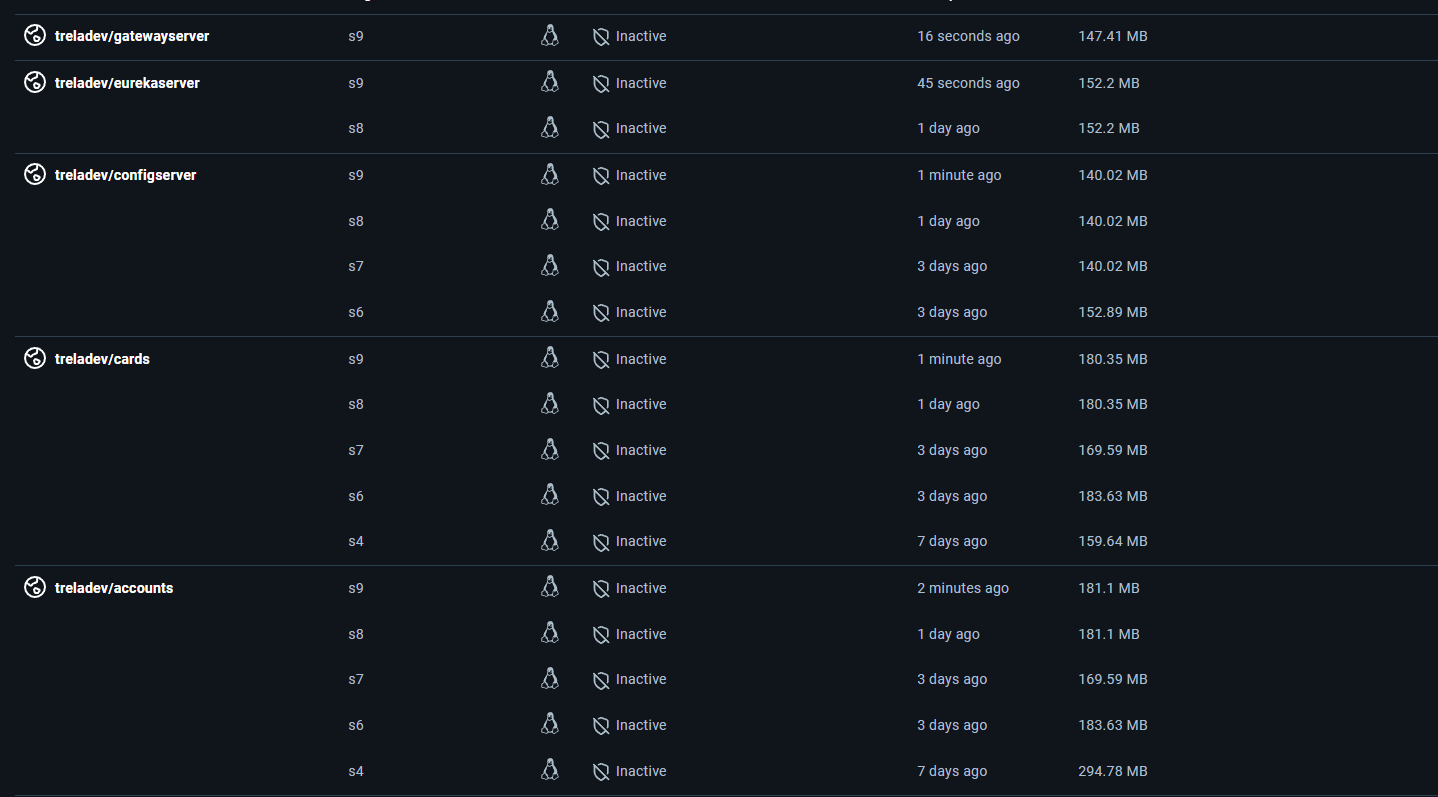 treladev/gatewayserver s9 Inactive 16 seconds ago 147.41 MB
treladev/eurekaserver s9 Inactive 45 seconds ago 152.2 MB
s8 Inactive 1 day ago 152.2 MB
treladev/configserver s9 Inactive 1 minute ago 140.02 MB
s8 Inactive 1 day ago 140.02 MB
s7 Inactive 3 days ago 140.02 MB
s6 Inactive 3 days ago 152.89 MB
treladev/cards s9 Inactive 1 minute ago 180.35 MB
s8 Inactive 1 day ago 180.35 MB
s7 Inactive 3 days ago 169.59 MB
s6 Inactive 3 days ago 183.63 MB
s4 Inactive 7 days ago 159.64 MB
treladev/accounts s9 Inactive 2 minutes ago 181.1 MB
s8 Inactive 1 day ago 181.1 MB
s7 Inactive 3 days ago 169.59 MB
s6 Inactive 3 days ago 183.63 MB
s4 Inactive 7 days ago 294.78 MB